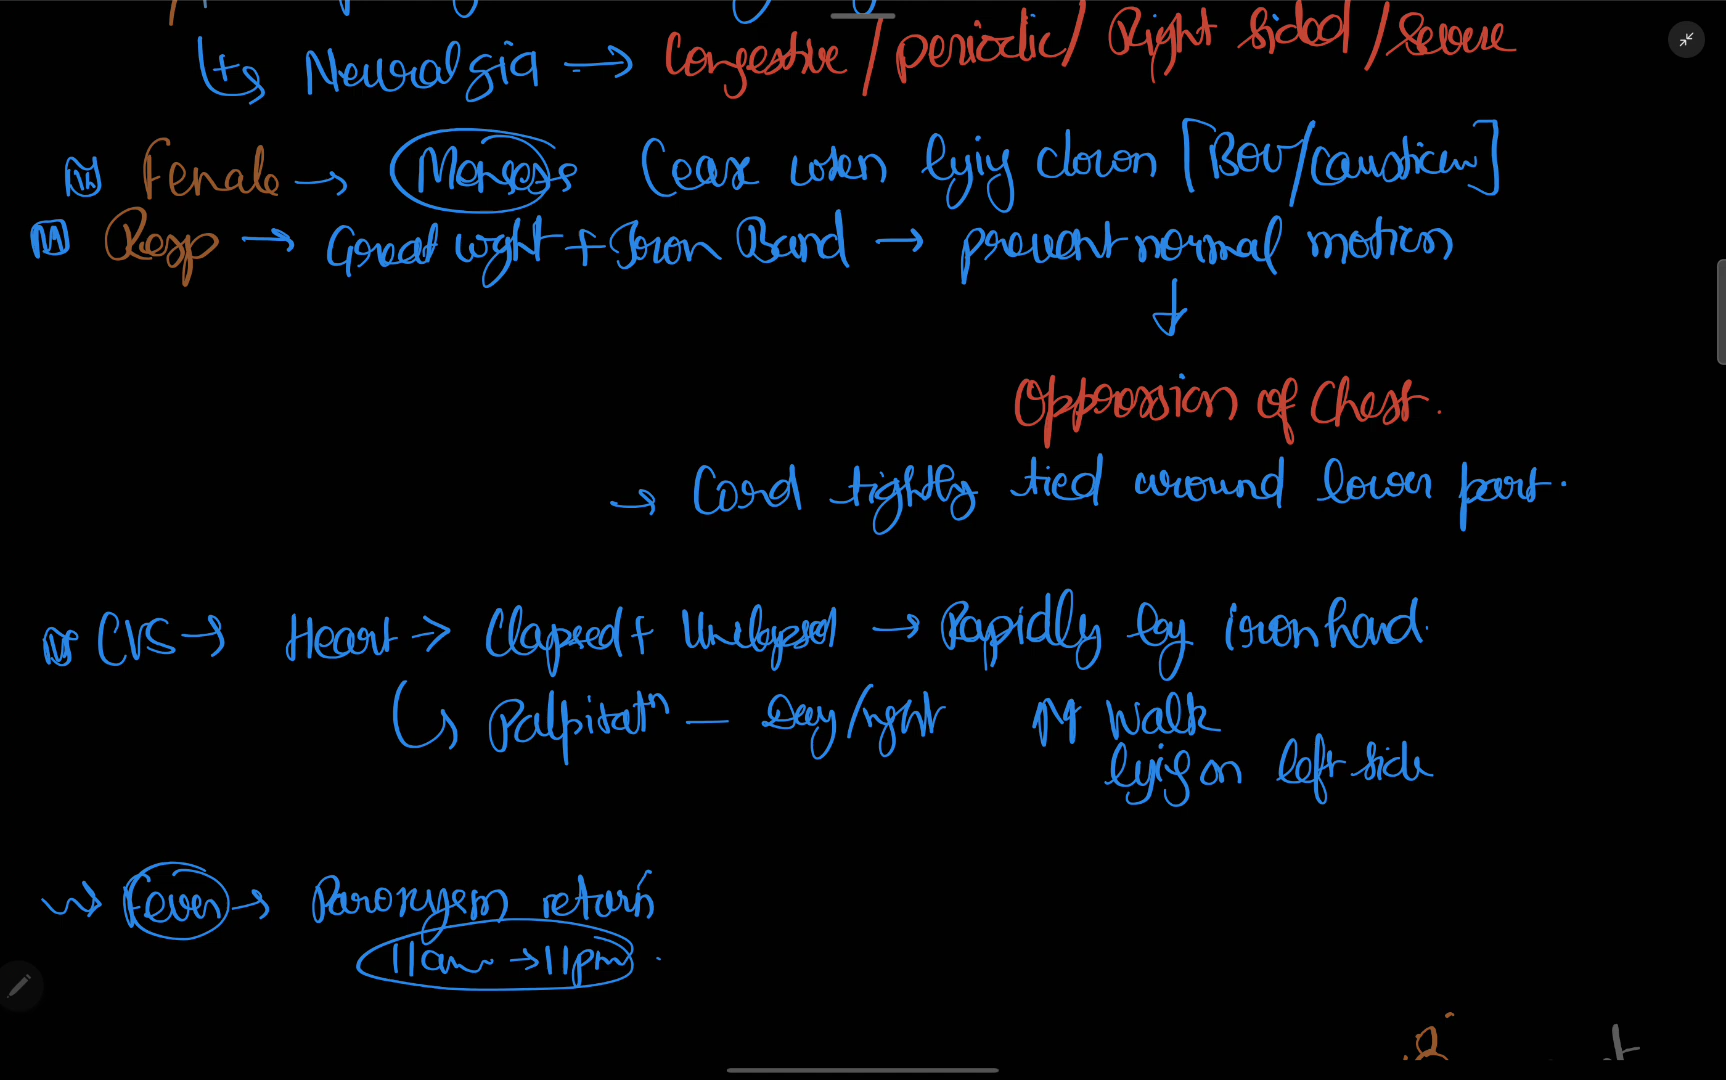 Neuralgia → Congestive / periodic / Right sided / Severe
Female → Menses Cease when lying down [Bov/Causticum]
Resp → Great wght + Iron Band → prevent normal motion
↓
Oppression of Chest.
→ Cord tightly tied around lower part.
CVS → Heart → Clapsed + Unclapsed → Rapidly by iron hand.
Palpitatⁿ — Day/night ↑↑ Walk
lying on left side
Fever → Paroxysm return
11am → 11pm.